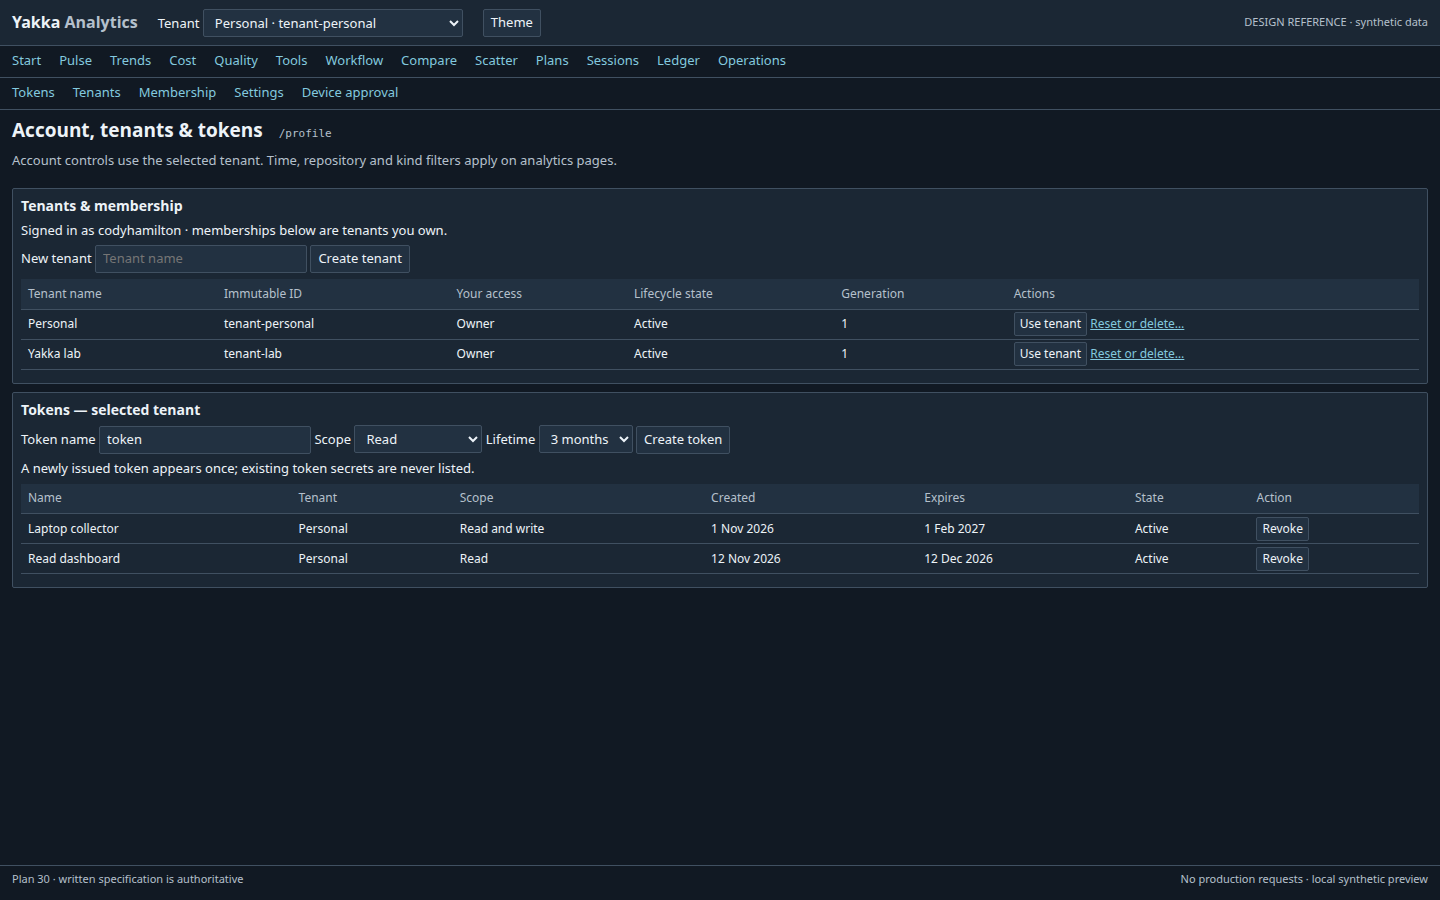 Yakka Analytics Tenant Personal · tenant-personal Theme DESIGN REFERENCE · synthetic data
Start Pulse Trends Cost Quality Tools Workflow Compare Scatter Plans Sessions Ledger Operations
Tokens Tenants Membership Settings Device approval
Account, tenants & tokens /profile
Account controls use the selected tenant. Time, repository and kind filters apply on analytics pages.
Tenants & membership
Signed in as codyhamilton · memberships below are tenants you own.
New tenant Tenant name Create tenant
Tenant name Immutable ID Your access Lifecycle state Generation Actions
Personal tenant-personal Owner Active 1 Use tenant Reset or delete...
Yakka lab tenant-lab Owner Active 1 Use tenant Reset or delete...
Tokens — selected tenant
Token name token Scope Read Lifetime 3 months Create token
A newly issued token appears once; existing token secrets are never listed.
Name Tenant Scope Created Expires State Action
Laptop collector Personal Read and write 1 Nov 2026 1 Feb 2027 Active Revoke
Read dashboard Personal Read 12 Nov 2026 12 Dec 2026 Active Revoke
Plan 30 · written specification is authoritative No production requests · local synthetic preview